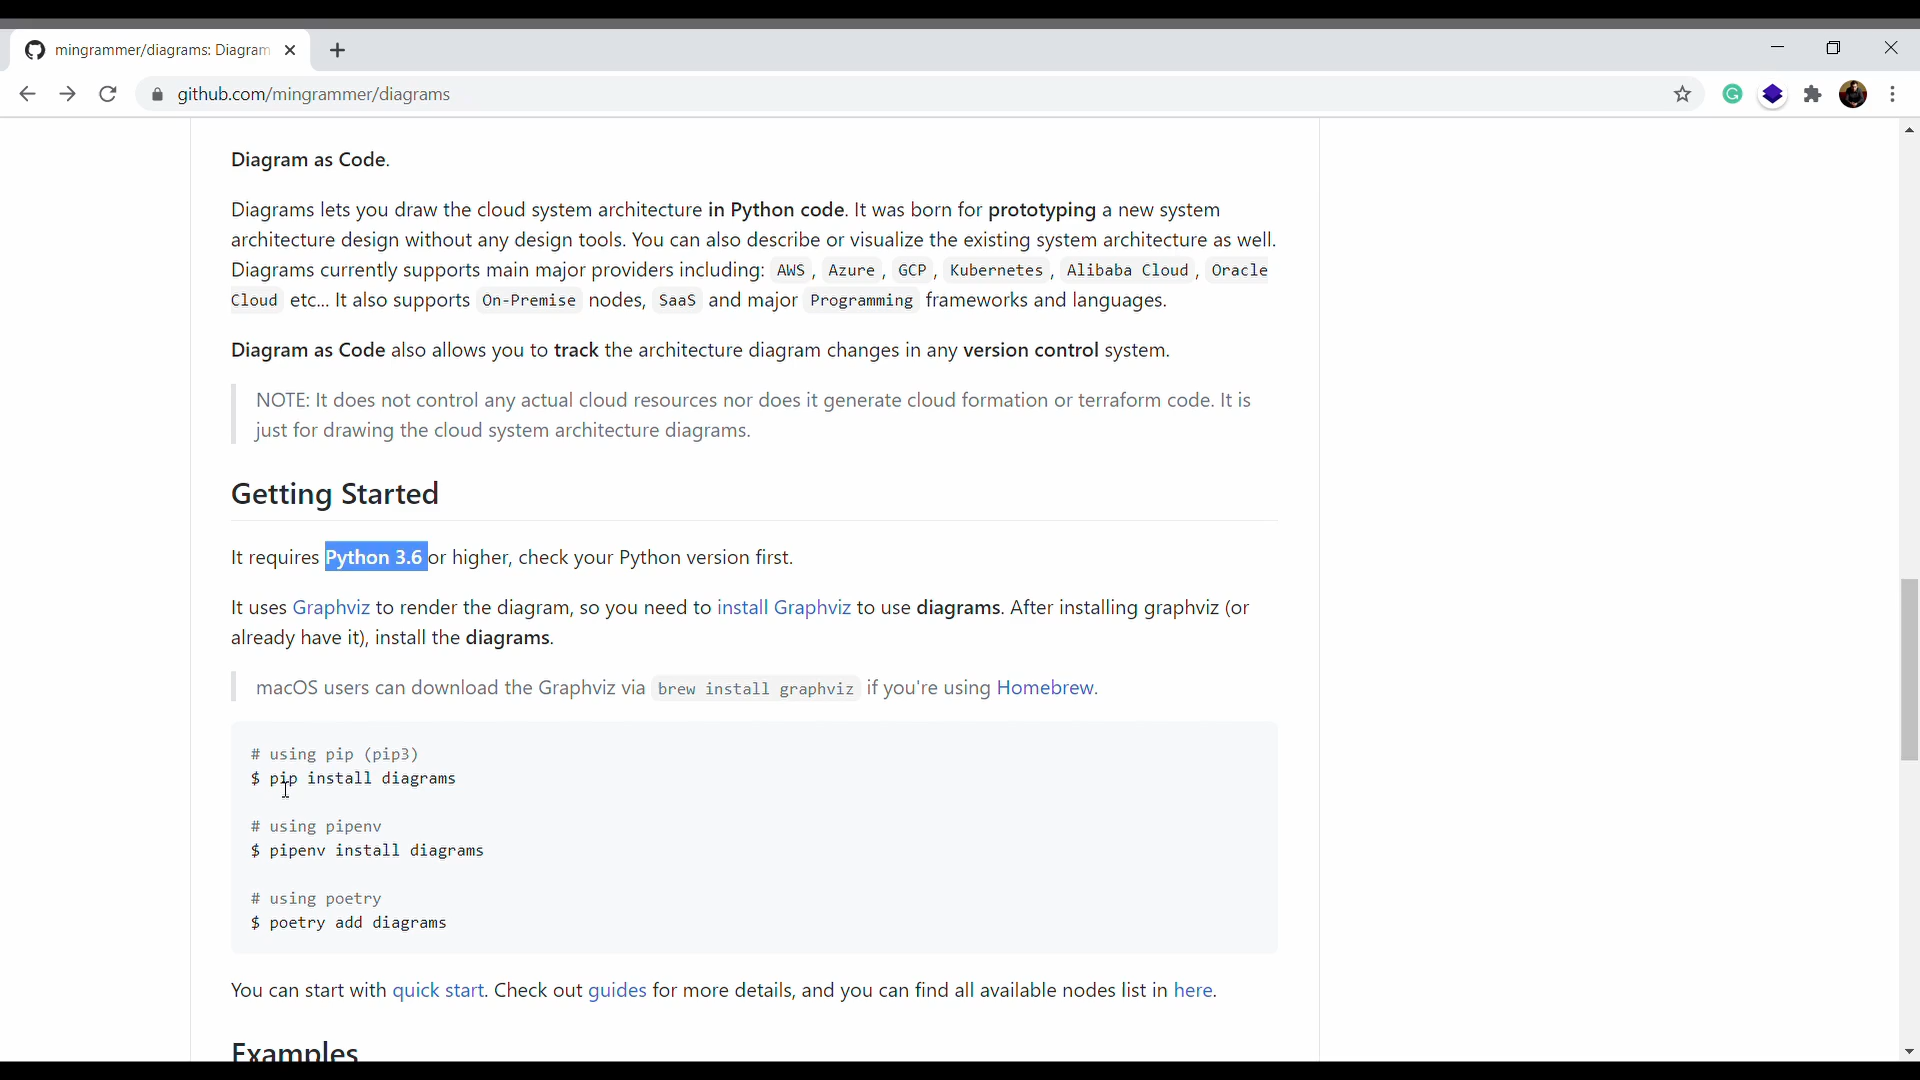 mingrammer/diagrams: Diagram
github.com/mingrammer/diagrams
Diagram as Code.
Diagrams lets you draw the cloud system architecture in Python code. It was born for prototyping a new system
architecture design without any design tools. You can also describe or visualize the existing system architecture as well.
Diagrams currently supports main major providers including: AWS , Azure , GCP , Kubernetes , Alibaba Cloud , Oracle
Cloud etc... It also supports On-Premise nodes, SaaS and major Programming frameworks and languages.
Diagram as Code also allows you to track the architecture diagram changes in any version control system.
NOTE: It does not control any actual cloud resources nor does it generate cloud formation or terraform code. It is
just for drawing the cloud system architecture diagrams.
Getting Started
It requires Python 3.6 or higher, check your Python version first.
It uses Graphviz to render the diagram, so you need to install Graphviz to use diagrams. After installing graphviz (or
already have it), install the diagrams.
macOS users can download the Graphviz via brew install graphviz if you're using Homebrew.
# using pip (pip3)
$ pip install diagrams
# using pipenv
$ pipenv install diagrams
# using poetry
$ poetry add diagrams
You can start with quick start. Check out guides for more details, and you can find all available nodes list in here.
Examples